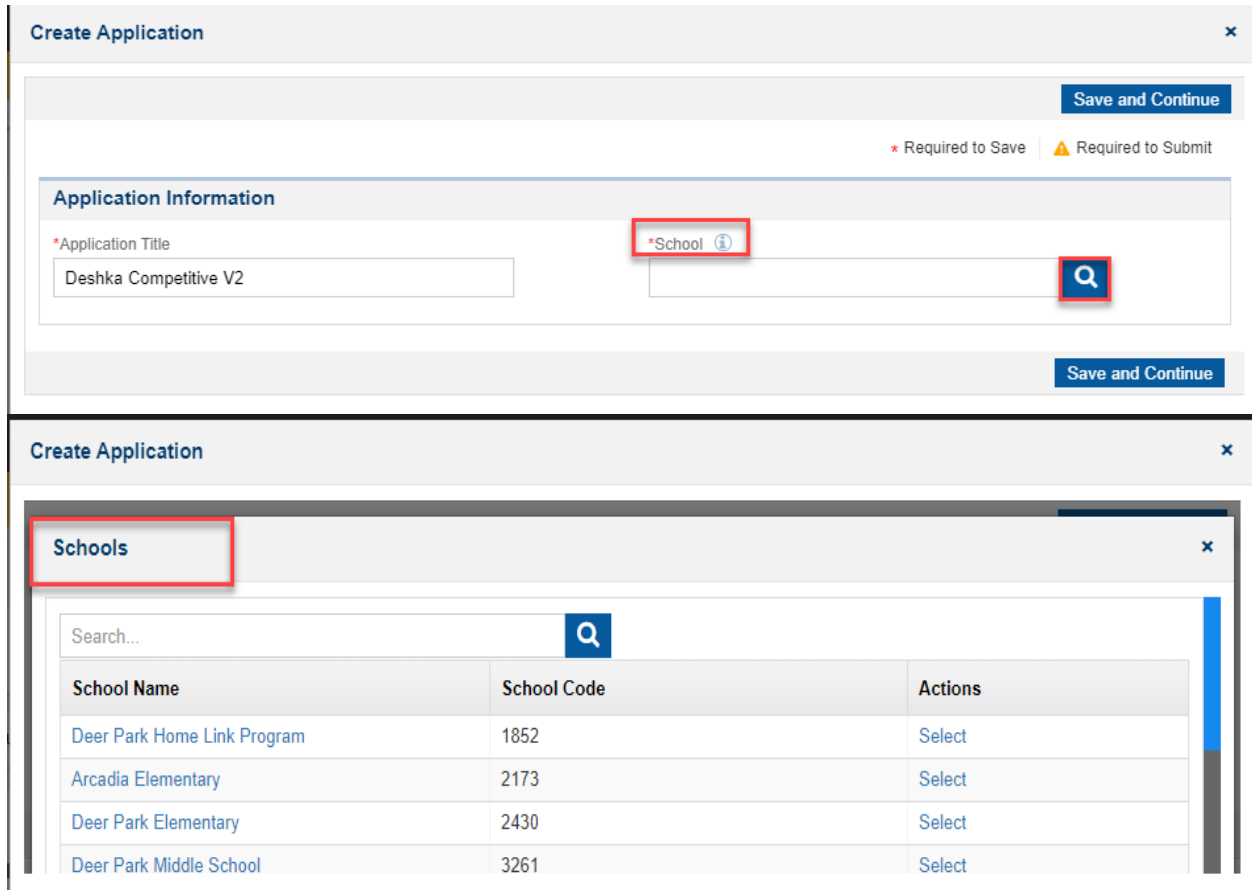 Create Application ×
Save and Continue
* Required to Save Required to Submit
Application Information
*Application Title *School
Deshka Competitive V2
Save and Continue
Create Application ×
Schools ×
Search...
School Name School Code Actions
Deer Park Home Link Program 1852 Select
Arcadia Elementary 2173 Select
Deer Park Elementary 2430 Select
Deer Park Middle School 3261 Select